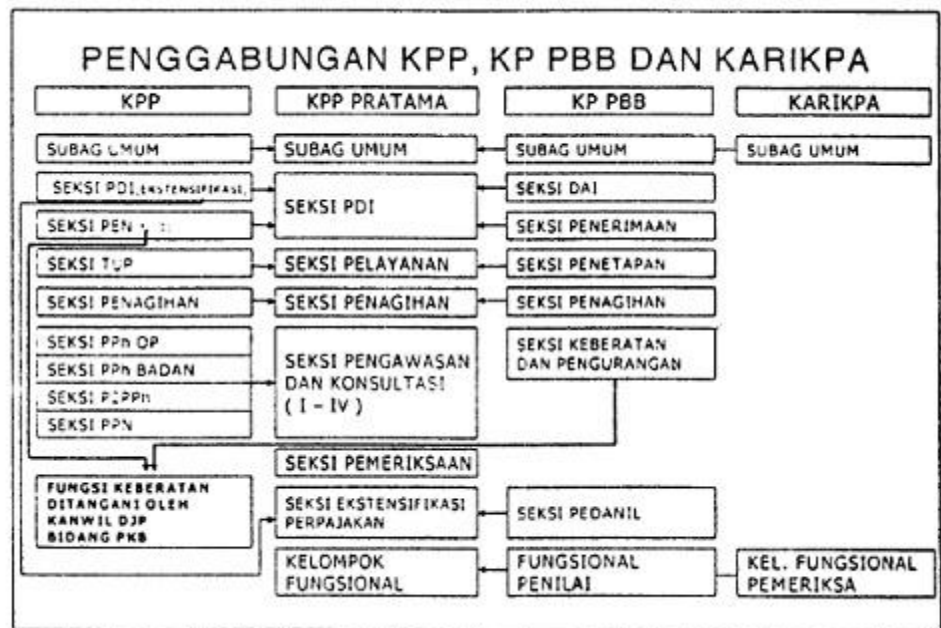 PENGGABUNGAN KPP, KP PBB DAN KARIKPA
KPP
KPP PRATAMA
KP PBB
KARIKPA
SUBAG UMUM
SUBAG UMUM
SUBAG UMUM
SUBAG UMUM
SEKSI PDI (EKSTENSIFIKASI)
SEKSI PDI
SEKSI DAI
SEKSI
SEKSI PENERIMAAN
SEKSI TUP
SEKSI PELAYANAN
SEKSI PENETAPAN
SEKSI PENAGIHAN
SEKSI PENAGIHAN
SEKSI PENAGIHAN
SEKSI PPh OP
SEKSI PPh BADAN
SEKSI P2PPh
SEKSI PPN
SEKSI PENGAWASAN
DAN KONSULTASI
( I - IV )
SEKSI KEBERATAN
DAN PENGURANGAN
SEKSI PEMERIKSAAN
FUNGSI KEBERATAN
DITANGANI OLEH
KANWIL DJP
BIDANG PKB
SEKSI EKSTENSIFIKASI
PERPAJAKAN
SEKSI PEDANIL
KELOMPOK
FUNGSIONAL
FUNGSIONAL
PENILAI
KEL. FUNGSIONAL
PEMERIKSA